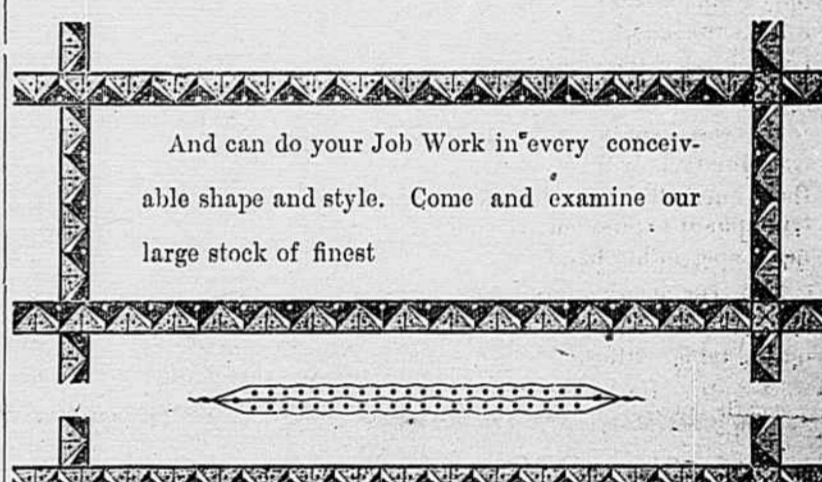 And can do your Job Work in every conceiv-
able shape and style. Come and examine our
large stock of finest